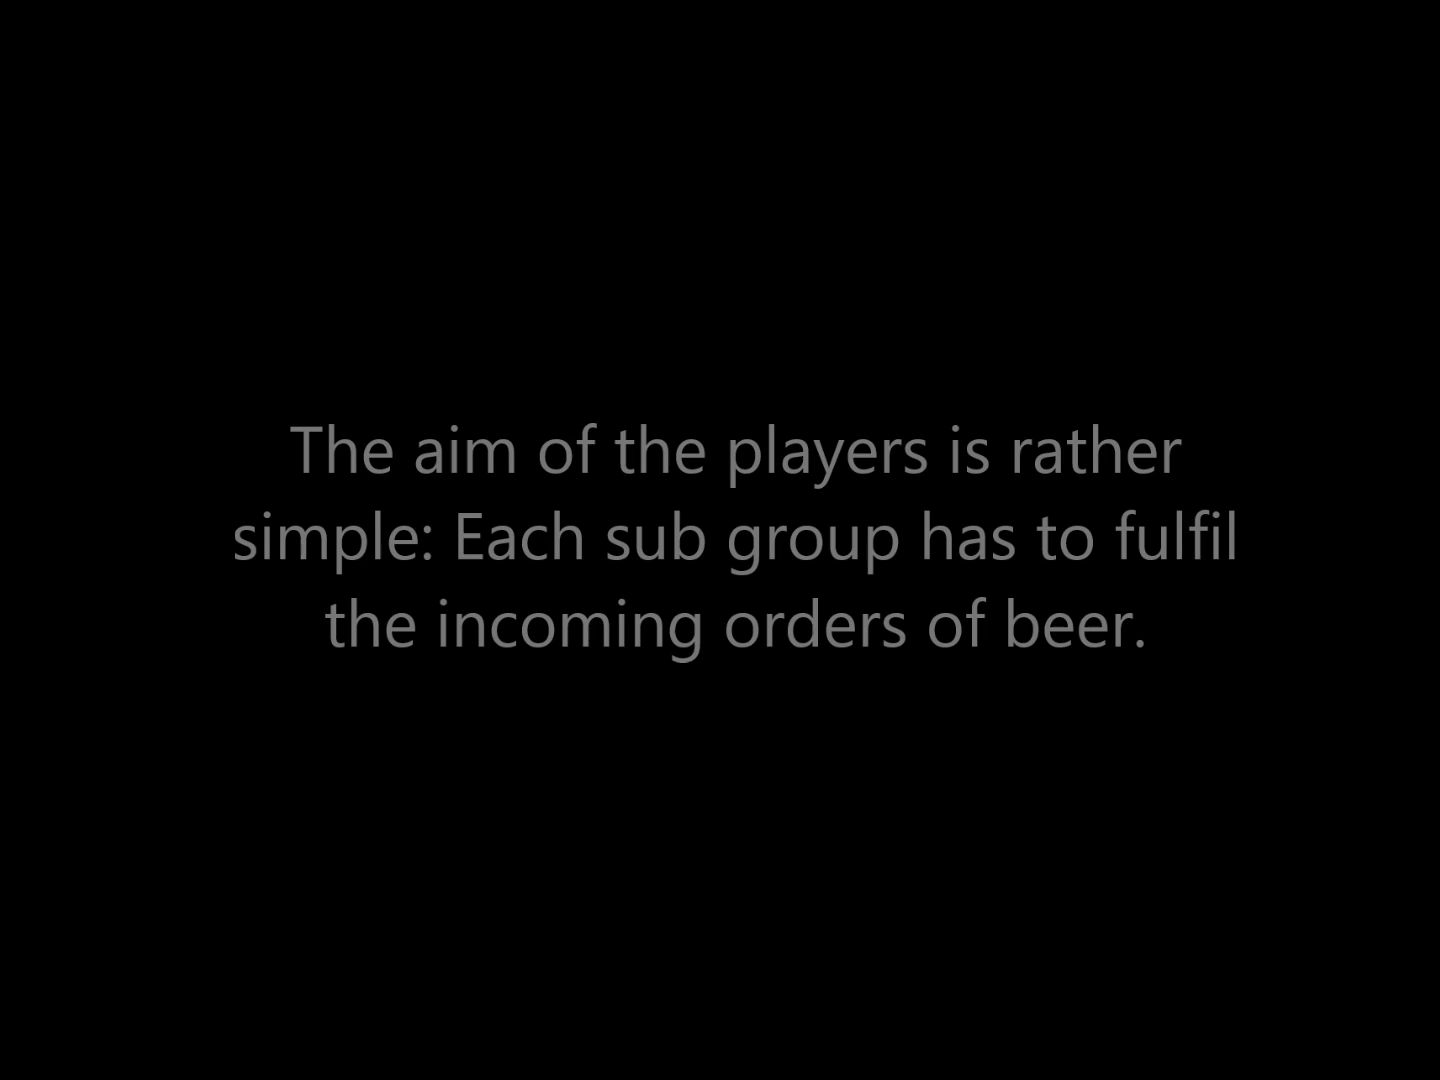 The aim of the players is rather
simple: Each sub group has to fulfil
the incoming orders of beer.